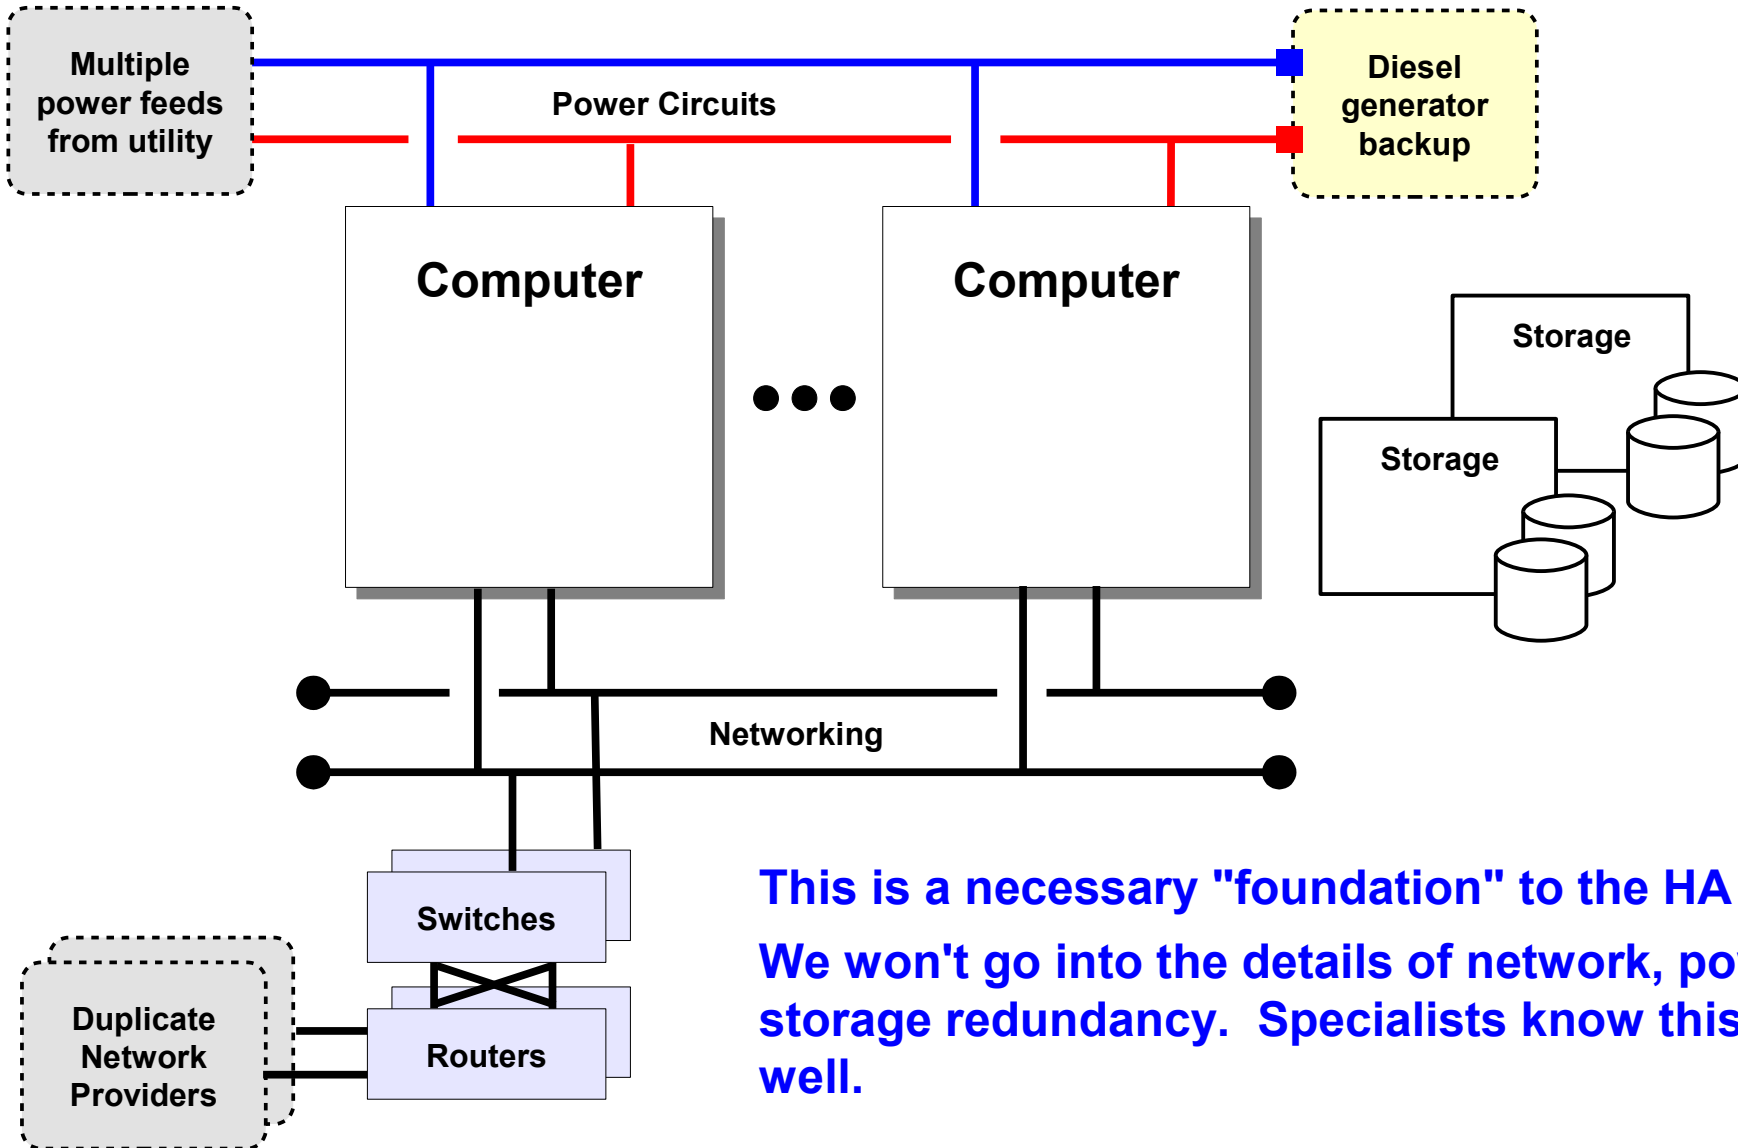 Multiple
power feeds
from utility
Power Circuits
Diesel
generator
backup
Computer
Computer
Storage
Storage
Networking
Switches
Routers
Duplicate
Network
Providers
This is a necessary "foundation" to the HA
We won't go into the details of network,
storage redundancy.  Specialists know this
well.